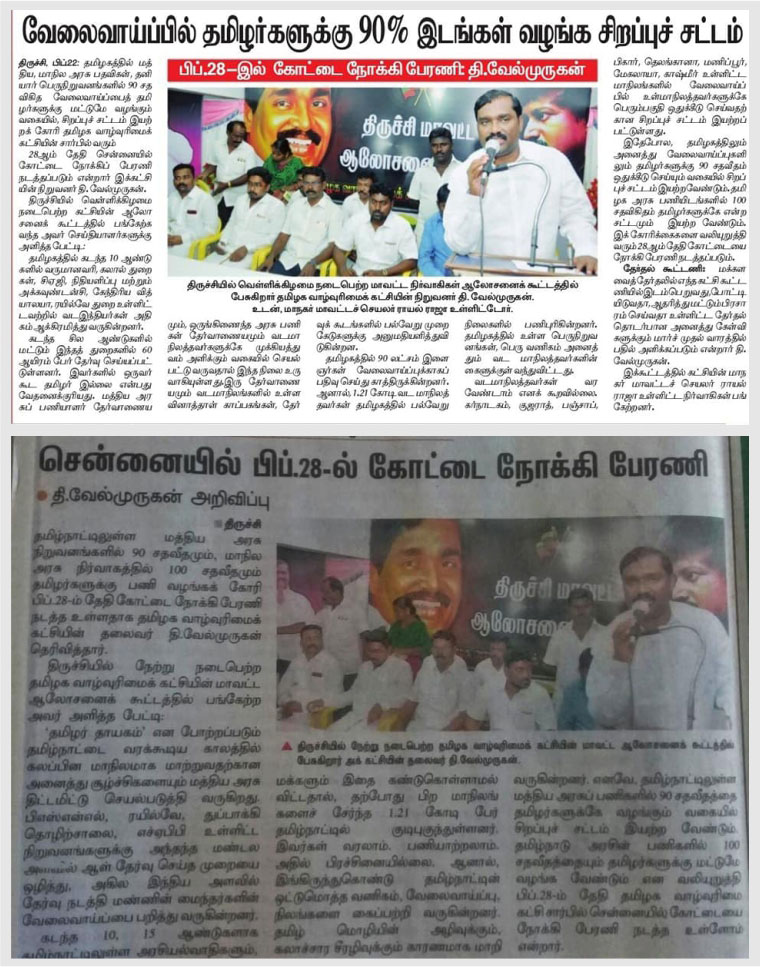 வேலைவாய்ப்பில் தமிழர்களுக்கு 90% இடங்கள் வழங்க சிறப்புச் சட்டம்
பிப்.28-இல் கோட்டை நோக்கி பேரணி: தி.வேல்முருகன்
திருச்சி, பிப்22: தமிழகத்தில் மத்
திய, மாநில அரசு பதவிகள், தனி
யார் பெருநிறுவனங்களில் 90 சத
விகித வேலைவாய்ப்பைத் தமி
ழர்களுக்கு மட்டுமே வழங்கும்
வகையில், சிறப்புச் சட்டம் இயற்
றக் கோரி தமிழக வாழ்வுரிமைக்
கட்சியின் சார்பில் வரும்
28ஆம் தேதி சென்னையில்
கோட்டை நோக்கிப் பேரணி
நடத்தப்படும் என்றார் இக்கட்சி
யின் நிறுவனர் தி. வேல்முருகன்.
திருச்சியில் வெள்ளிக்கிழமை
நடைபெற்ற கட்சியின் ஆலோ
சனைக் கூட்டத்தில் பங்கேற்க
வந்த அவர் செய்தியாளர்களுக்கு
அளித்த பேட்டி:
தமிழகத்தில் கடந்த 10 ஆண்டு
களில் வருமானவரி, கலால் துறை
கள், சிஏஜி, நிதியளிப்பு மற்றும்
அக்கவுண்டன்சி, கேந்திரிய வித்
யாலயா, ரயில்வே துறை உள்ளிட்
டவற்றில் வடஇந்தியர்கள் அதி
கம் ஆக்கிரமித்து வருகின்றனர்.
கடந்த சில ஆண்டுகளில்
மட்டும் இந்தத் துறைகளில் 60
ஆயிரம் பேர் தேர்வு செய்யப்பட்
டுள்ளனர். இவர்களில் ஒருவர்
கூட தமிழர் இல்லை என்பது
வேதனைக்குரியது. மத்திய அர
சுப் பணியாளர் தேர்வாணைய
திருச்சி மாவட்ட
ஆலோசனை
திருச்சியில் வெள்ளிக்கிழமை நடைபெற்ற மாவட்ட நிர்வாகிகள் ஆலோசனைக் கூட்டத்தில்
பேசுகிறார் தமிழக வாழ்வுரிமைக் கட்சியின் நிறுவனர் தி. வேல்முருகன்.
உடன், மாநகர் மாவட்டச் செயலர் ராயல் ராஜா உள்ளிட்டோர்.
மும், ஒருங்கிணைந்த அரசு பணி
கள் தேர்வாணையமும் வடமா
நிலத்தவர்களுக்கே முக்கியத்து
வம் அளிக்கும் வகையில் செயல்
பட்டு வருவதால் இந்த நிலை உரு
வாகியுள்ளது. இரு தேர்வாணை
யமும் வடமாநிலங்களில் உள்ள
வினாத்தாள் காப்பகங்கள், தேர்
வுக் கூடங்களில் பல்வேறு முறை
கேடுகளுக்கு அனுமதியளித்துவி
டுகின்றன.
தமிழகத்தில் 90 லட்சம் இளை
ஞர்கள் வேலைவாய்ப்புக்காகப்
பதிவு செய்து காத்திருக்கின்றனர்.
ஆனால், 1.21 கோடி வட மாநிலத்
தவர்கள் தமிழகத்தில் பல்வேறு
நிலைகளில் பணிபுரிகின்றனர்.
தமிழகத்தில் உள்ள பெருநிறுவ
னங்கள், பெரு வணிகம் அனைத்
தும் வட மாநிலத்தவர்களின்
கைகளுக்குள் வந்துவிட்டது.
வடமாநிலத்தவர்கள் வர
வேண்டாம் எனக் கூறவில்லை.
கர்நாடகம், குஜராத், பஞ்சாப்,
பிகார், தெலங்கானா, மணிப்பூர்,
மேகாலயா, காஷ்மீர் உள்ளிட்ட
மாநிலங்களில் வேலைவாய்ப்
பில் உள்மாநிலத்தவர்களுக்கே
பெரும்பகுதி ஒதுக்கீடு செய்வதற்
கான சிறப்புச் சட்டம் இயற்றப்
பட்டுள்ளது.
இதேபோல, தமிழகத்திலும்
அனைத்து வேலைவாய்ப்புகளி
லும் தமிழர்களுக்கு 90 சதவீதம்
ஒதுக்கீடு செய்யும் வகையில் சிறப்
புச் சட்டம் இயற்றவேண்டும். தமி
ழக அரசு பணியிடங்களில் 100
சதவிகிதம் தமிழர்களுக்கே என்ற
சட்டமும் இயற்ற வேண்டும்.
இக் கோரிக்கைகளை வலியுறுத்தி
வரும் 28ஆம் தேதி கோட்டையை
நோக்கி பேரணி நடத்தப்படும்.
தேர்தல் கூட்டணி: மக்கள
வைத் தேர்தலில் எந்த கட்சி கூட்ட
ணியில் இடம் பெறுவது, போட்டி
யிடுவதா, ஆதரித்து மட்டும் பிரசா
ரம் செய்வதா உள்ளிட்ட தேர்தல்
தொடர்பான அனைத்து கேள்வி
களுக்கும் மார்ச் முதல் வாரத்தில்
பதில் அளிக்கப்படும் என்றார் தி.
வேல்முருகன்.
இக்கூட்டத்தில் கட்சியின் மாந
கர் மாவட்டச் செயலர் ராயல்
ராஜா உள்ளிட்ட நிர்வாகிகள் பங்
கேற்றனர்.
சென்னையில் பிப்.28-ல் கோட்டை நோக்கி பேரணி
தி.வேல்முருகன் அறிவிப்பு
திருச்சி
தமிழ்நாட்டிலுள்ள மத்திய அரசு
நிறுவனங்களில் 90 சதவீதமும், மாநில
அரசு நிர்வாகத்தில் 100 சதவீதமும்
தமிழர்களுக்கு பணி வழங்கக் கோரி
பிப்.28-ம் தேதி கோட்டை நோக்கி பேரணி
நடத்த உள்ளதாக தமிழக வாழ்வுரிமைக்
கட்சியின் தலைவர் தி.வேல்முருகன்
தெரிவித்தார்.
திருச்சியில் நேற்று நடைபெற்ற
தமிழக வாழ்வுரிமைக் கட்சியின் மாவட்ட
ஆலோசனைக் கூட்டத்தில் பங்கேற்ற
அவர் அளித்த பேட்டி:
‘தமிழர் தாயகம்’ என போற்றப்படும்
தமிழ்நாட்டை வரக்கூடிய காலத்தில்
கலப்பின மாநிலமாக மாற்றுவதற்கான
அனைத்து சூழ்ச்சிகளையும் மத்திய அரசு
திட்டமிட்டு செயல்படுத்தி வருகிறது.
பிஎஸ்என்எல், ரயில்வே, துப்பாக்கி
தொழிற்சாலை, எச்ஏபிபி உள்ளிட்ட
நிறுவனங்களுக்கு அந்தந்த மண்டல
அளவில் ஆள் தேர்வு செய்த முறையை
ஒழித்து, அகில இந்திய அளவில்
தேர்வு நடத்தி மண்ணின் மைந்தர்களின்
வேலைவாய்ப்பை பறித்து வருகின்றனர்.
கடந்த 10, 15 ஆண்டுகளாக
தமிழ்நாட்டிலுள்ள அரசியல்வாதிகளும்,
திருச்சி மாவட்ட
ஆலோசனை
திருச்சியில் நேற்று நடைபெற்ற தமிழக வாழ்வுரிமைக் கட்சியின் மாவட்ட ஆலோசனைக் கூட்டத்தில்
பேசுகிறார் அக் கட்சியின் தலைவர் தி.வேல்முருகன்.
மக்களும் இதை கண்டுகொள்ளாமல்
விட்டதால், தற்போது பிற மாநிலங்
களைச் சேர்ந்த 1.21 கோடி பேர்
தமிழ்நாட்டில் குடிபுகுந்துள்ளனர்.
இவர்கள் வரலாம். பணியாற்றலாம்.
அதில் பிரச்சினையில்லை. ஆனால்,
இங்கிருந்துகொண்டு தமிழ்நாட்டின்
ஒட்டுமொத்த வணிகம், வேலைவாய்ப்பு,
நிலங்களை கைப்பற்றி வருகின்றனர்.
தமிழ் மொழியின் அழிவுக்கும்,
கலாச்சார சீரழிவுக்கும் காரணமாக மாறி
வருகின்றனர். எனவே, தமிழ்நாட்டிலுள்ள
மத்திய அரசுப் பணிகளில் 90 சதவீதத்தை
தமிழர்களுக்கே வழங்கும் வகையில்
சிறப்புச் சட்டம் இயற்ற வேண்டும்.
தமிழ்நாடு அரசின் பணிகளில் 100
சதவீதத்தையும் தமிழர்களுக்கு மட்டுமே
வழங்க வேண்டும் என வலியுறுத்தி
பிப்.28-ம் தேதி தமிழக வாழ்வுரிமை
கட்சி சார்பில் சென்னையில் கோட்டையை
நோக்கி பேரணி நடத்த உள்ளோம்
என்றார்.